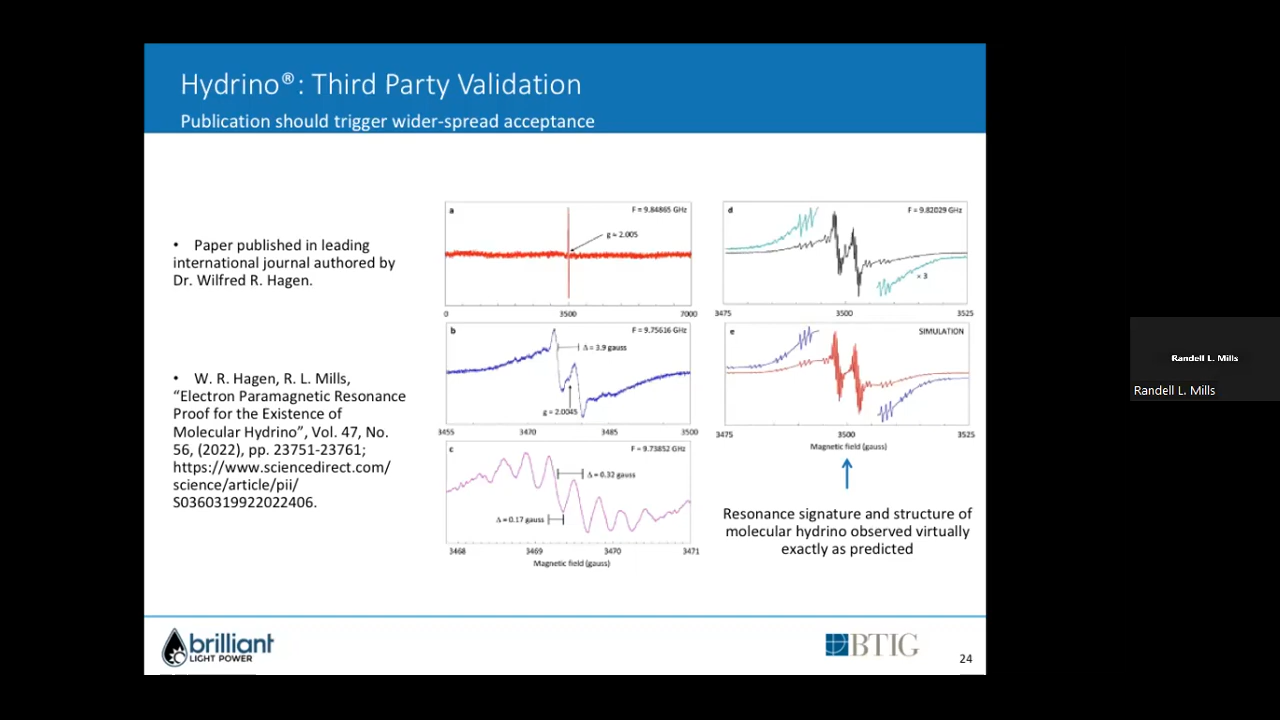 Hydrino®: Third Party Validation
Publication should trigger wider-spread acceptance
• Paper published in leading
international journal authored by
Dr. Wilfred R. Hagen.
• W. R. Hagen, R. L. Mills,
“Electron Paramagnetic Resonance
Proof for the Existence of
Molecular Hydrino”, Vol. 47, No.
56, (2022), pp. 23751-23761;
https://www.sciencedirect.com/
science/article/pii/
S0360319922022406.
a
F = 9.84865 GHz
g = 2.005
0 3500 7000
b
F = 9.75616 GHz
Δ = 3.9 gauss
g = 2.0045
3455 3470 3485 3500
c
F = 9.73852 GHz
Δ = 0.32 gauss
Δ = 0.17 gauss
3468 3469 3470 3471
Magnetic field (gauss)
d
F = 9.82029 GHz
× 3
3475 3500 3525
e
SIMULATION
3475 3500 3525
Magnetic field (gauss)
Resonance signature and structure of
molecular hydrino observed virtually
exactly as predicted
brilliant
LIGHT POWER
BTIG
24
Randell L. Mills
Randell L. Mills